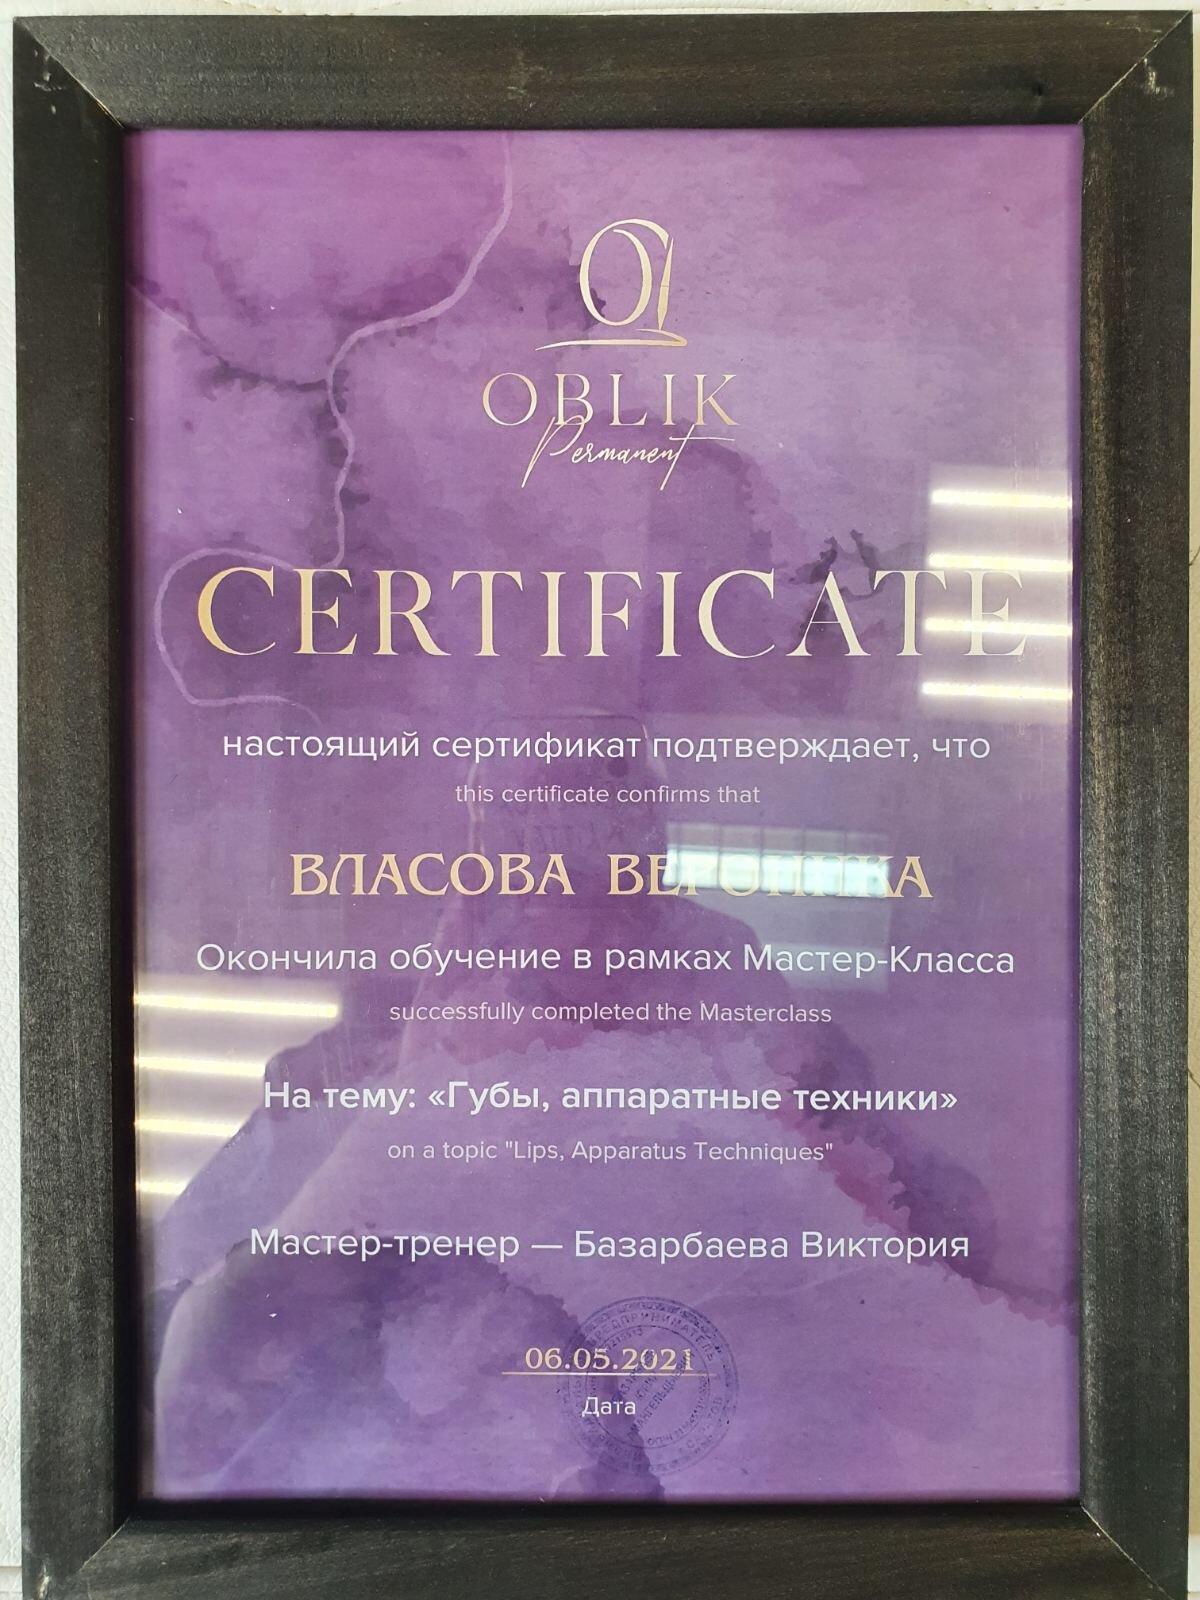 OBLIK
Permanent
CERTIFICATE
настоящий сертификат подтверждает, что
this certificate confirms that
ВЛАСОВА ВЕРОНИКА
Окончила обучение в рамках Мастер-Класса
successfully completed the Masterclass
На тему: «Губы, аппаратные техники»
on a topic "Lips, Apparatus Techniques"
Мастер-тренер — Базарбаева Виктория
06.05.2021
Дата